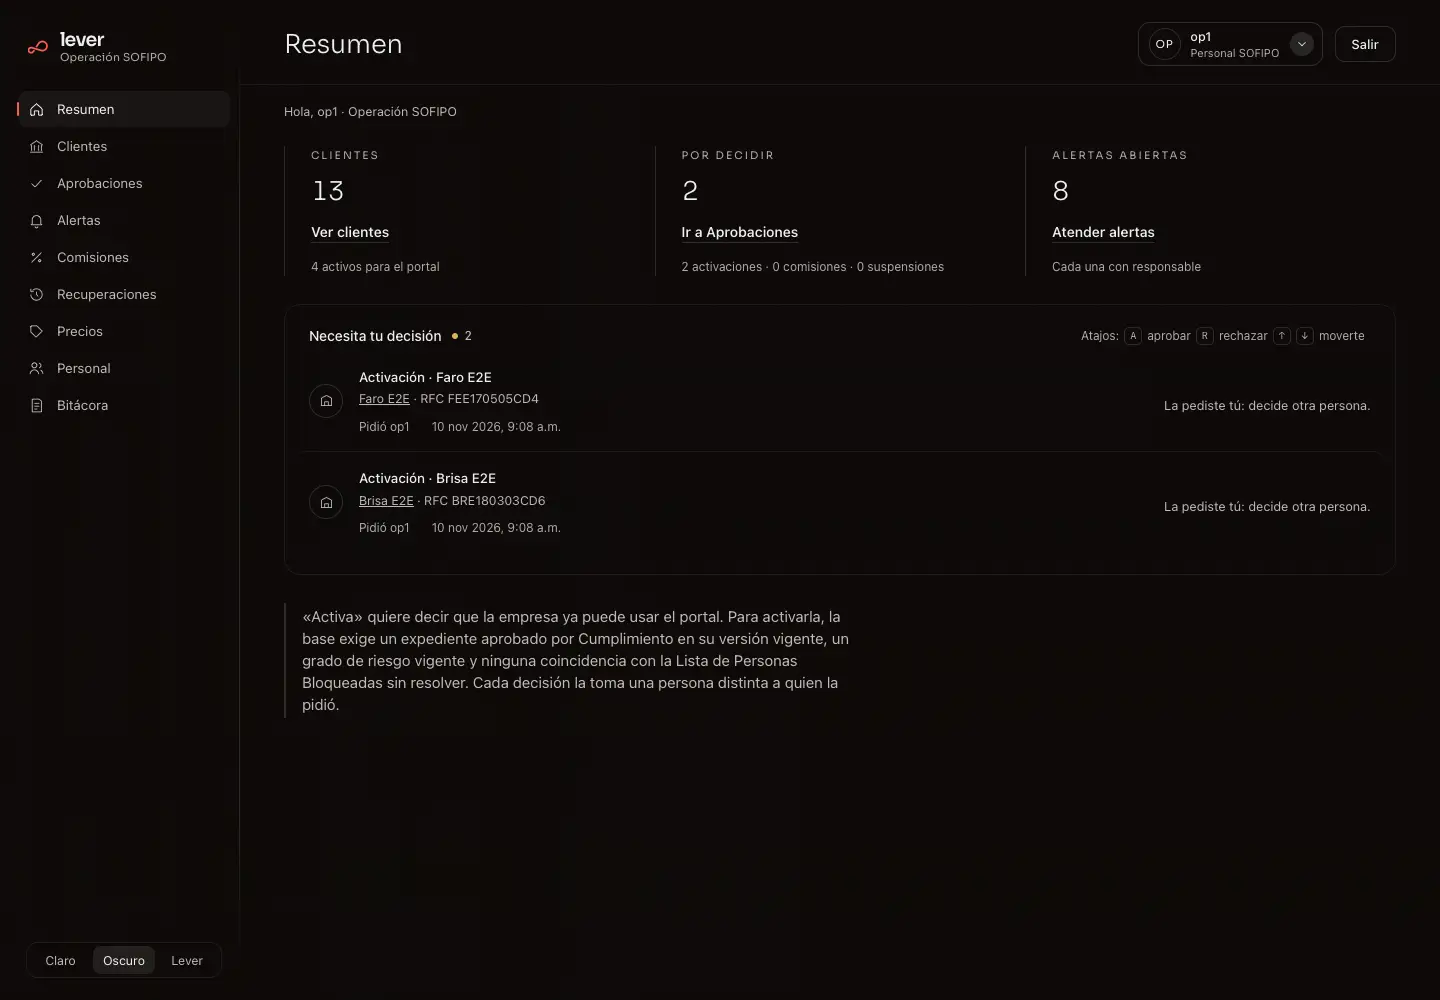 lever
Operación SOFIPO
Resumen
Clientes
Aprobaciones
Alertas
Comisiones
Recuperaciones
Precios
Personal
Bitácora
Claro
Oscuro
Lever
Resumen
OP
op1
Personal SOFIPO
Salir
Hola, op1 · Operación SOFIPO
CLIENTES
13
Ver clientes
4 activos para el portal
POR DECIDIR
2
Ir a Aprobaciones
2 activaciones · 0 comisiones · 0 suspensiones
ALERTAS ABIERTAS
8
Atender alertas
Cada una con responsable
Necesita tu decisión 2
Atajos: A aprobar R rechazar ↑ ↓ moverte
Activación · Faro E2E
Faro E2E · RFC FEE170505CD4
Pidió op1 10 nov 2026, 9:08 a.m.
La pediste tú: decide otra persona.
Activación · Brisa E2E
Brisa E2E · RFC BRE180303CD6
Pidió op1 10 nov 2026, 9:08 a.m.
La pediste tú: decide otra persona.
«Activa» quiere decir que la empresa ya puede usar el portal. Para activarla, la
base exige un expediente aprobado por Cumplimiento en su versión vigente, un
grado de riesgo vigente y ninguna coincidencia con la Lista de Personas
Bloqueadas sin resolver. Cada decisión la toma una persona distinta a quien la
pidió.